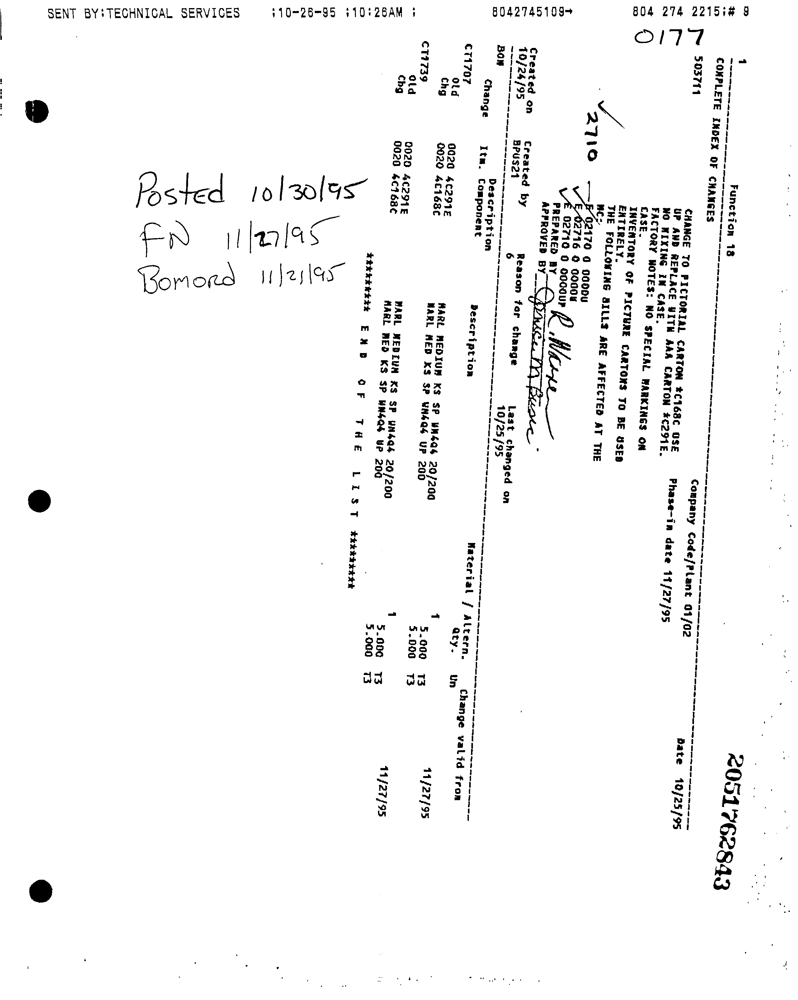 SENT BY:TECHNICAL SERVICES ;10-26-95 ;10:26AM ; 8042745109→ 804 274 2215;# 9
0177
1 Function 18
COMPLETE INDEX OF CHANGES Company Code/Plant 01/02 Date 10/25/95
503711 Phase-in date 11/27/95
CHANGE TO PICTORIAL CARTON #C168C USE
UP AND REPLACE WITH AAA CARTON #C291E.
NO MIXING IN CASE.
FACTORY NOTES: NO SPECIAL MARKINGS ON
CASE.
INVENTORY OF PICTURE CARTONS TO BE USED
ENTIRELY.
THE FOLLOWING BILLS ARE AFFECTED AT THE
MC:
2710
E 02170 0 0000U
E 02716 0 0000W
E 02710 0 0000UP
PREPARED BY R.
APPROVED BY
Created on Created by Reason for change Last changed on
10/24/95 BPUS21 6 10/25/95
BOM Change Itm. Description Component Description Material / Altern. Qty. Un Change valid from
CT1707 1 11/27/95
Old 0020 4C291E MARL MEDIUM KS SP WN4Q4 20/200 5.000 T3
Chg 0020 4C168C MARL MED KS SP WN4Q4 UP 200 5.000 T3
CT1739 1 11/27/95
Old 0020 4C291E MARL MEDIUM KS SP WN4Q4 20/200 5.000 T3
Chg 0020 4C168C MARL MED KS SP WN4Q4 UP 200 5.000 T3
********* E N D O F T H E L I S T *********
Posted 10/30/95
FN 11/27/95
Bomord 11/21/95
2051762843